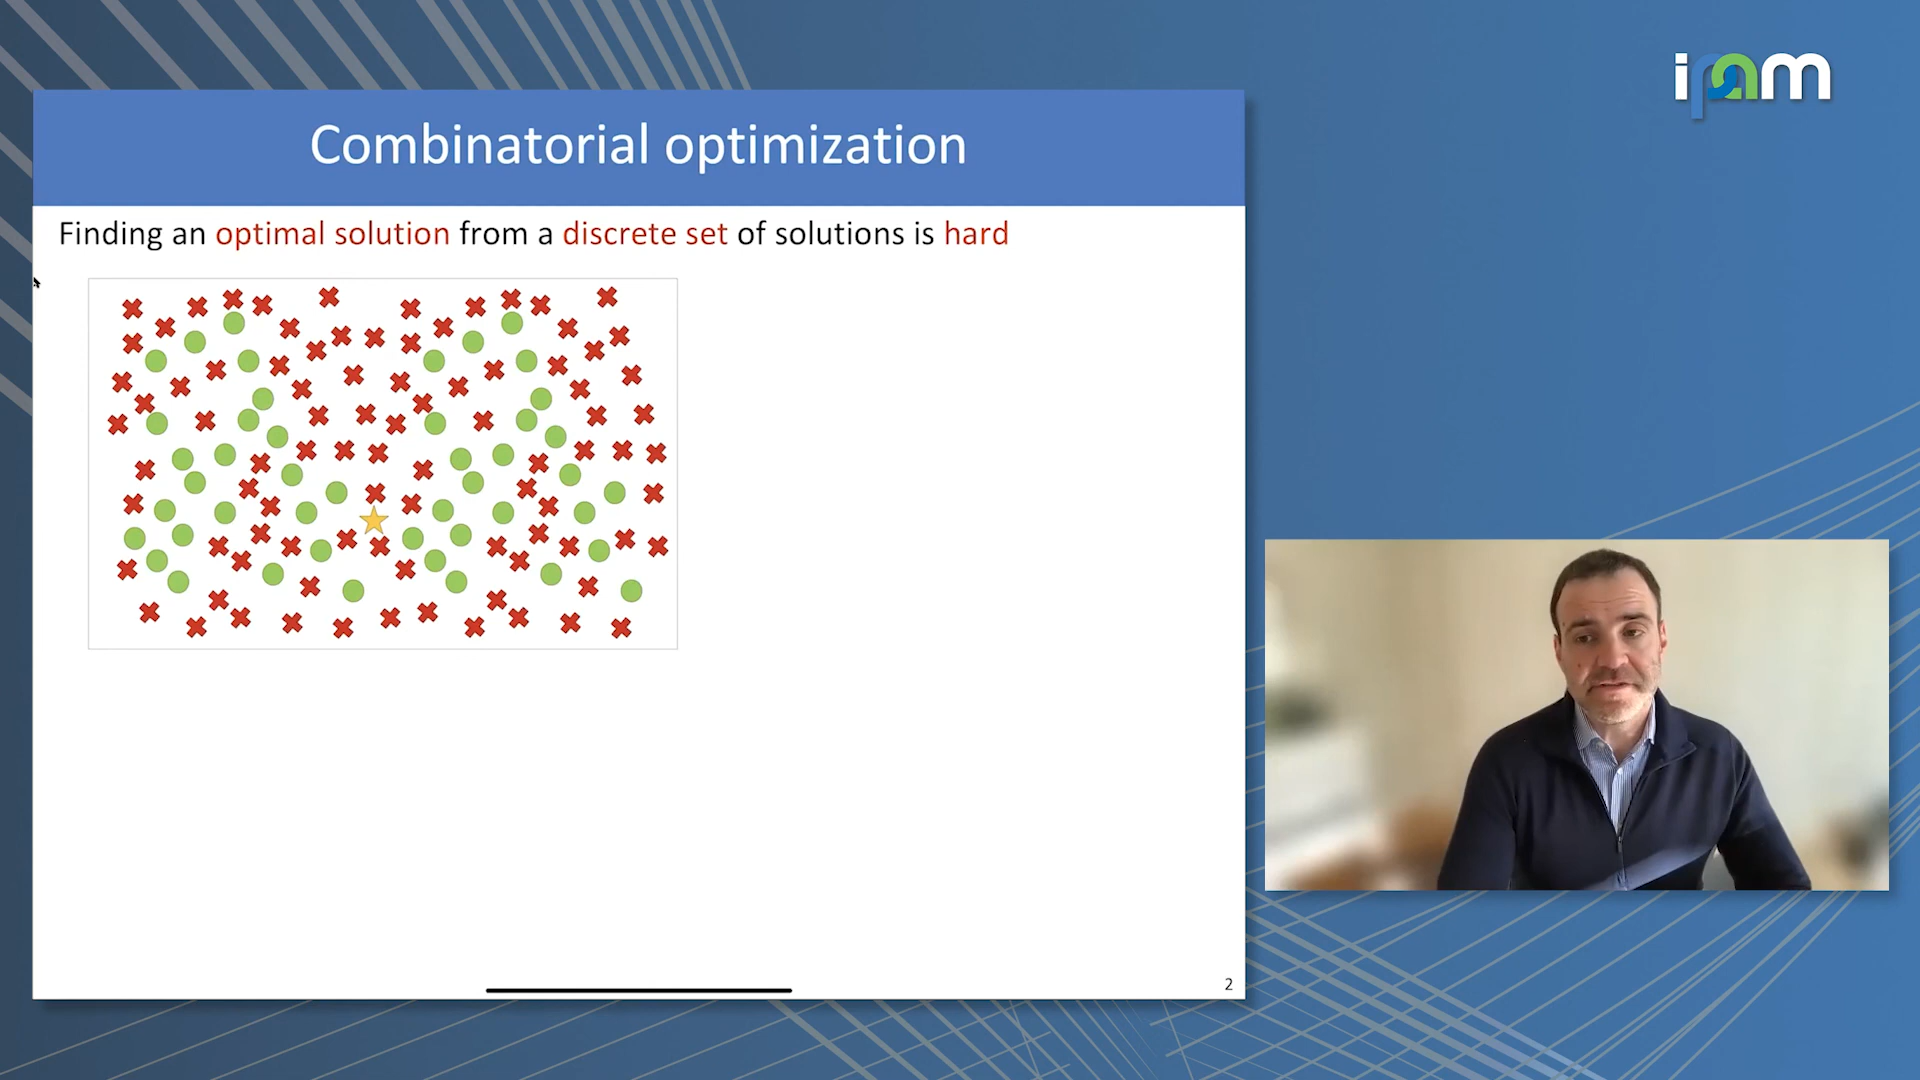 ipam
Combinatorial optimization
Finding an optimal solution from a discrete set of solutions is hard
2